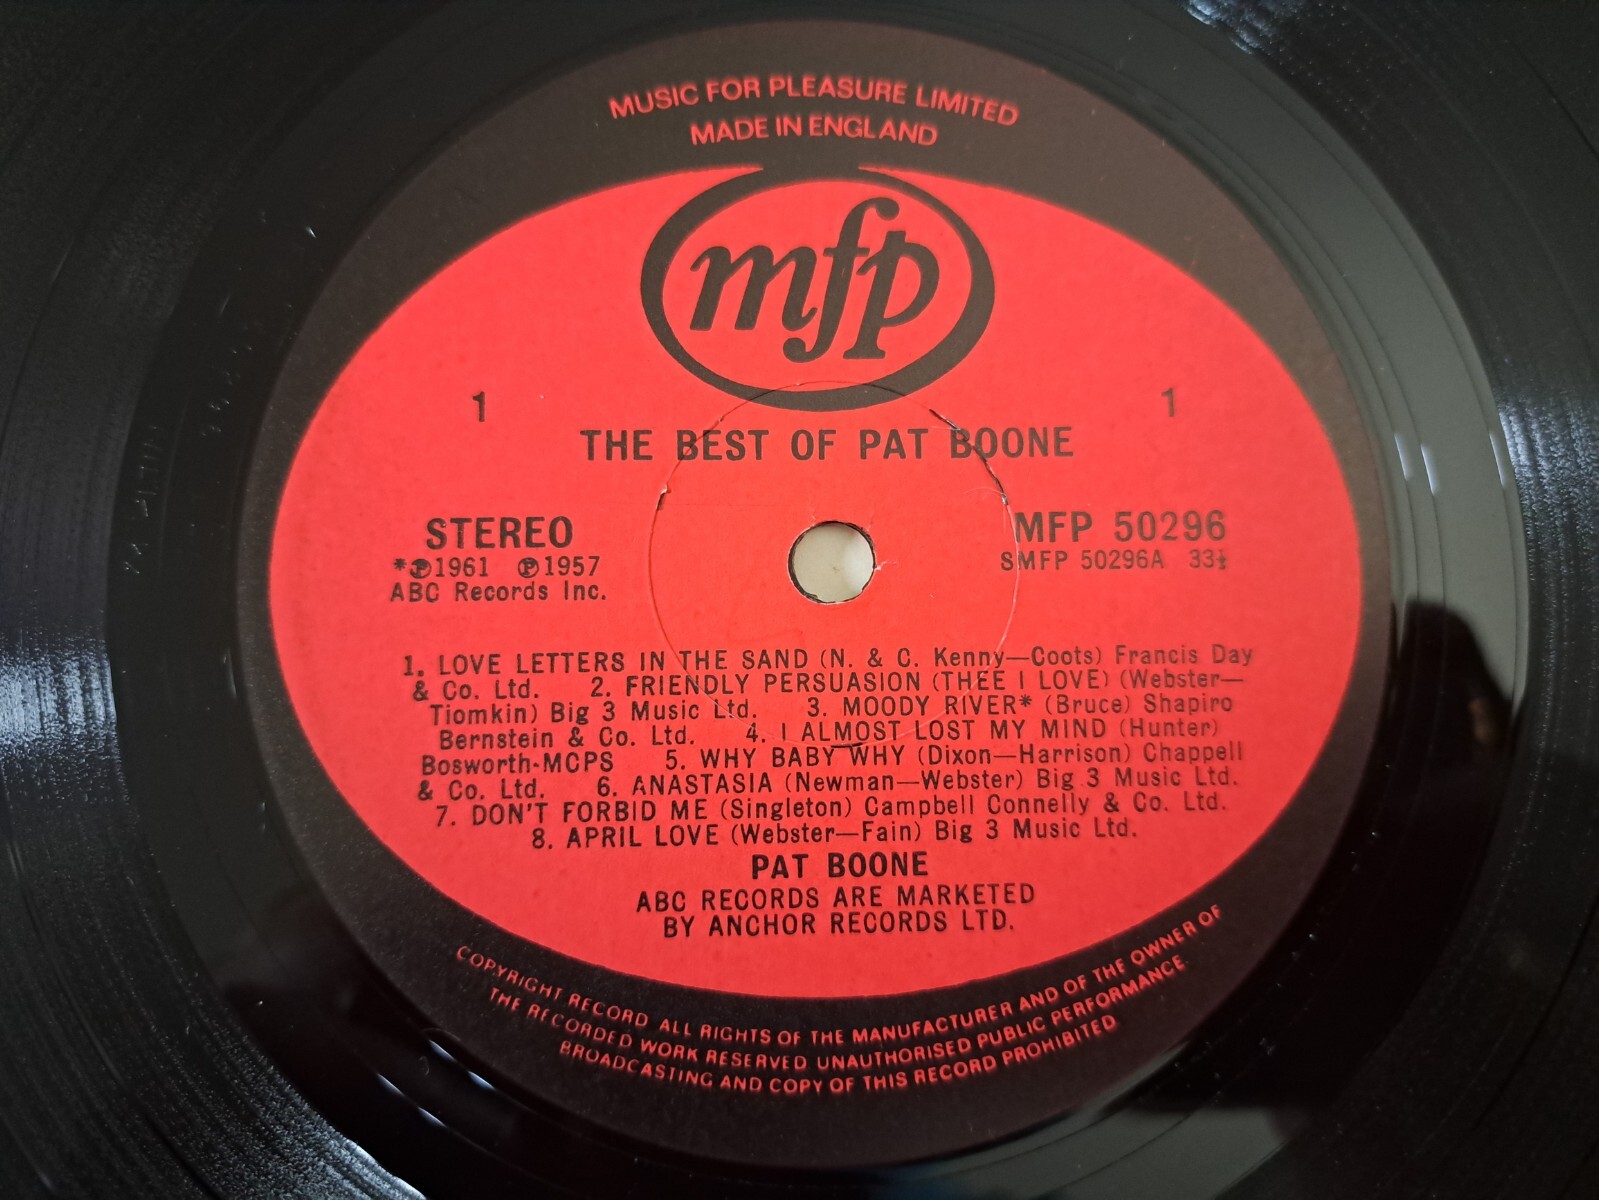 MUSIC FOR PLEASURE LIMITED
MADE IN ENGLAND
mfp
1 1
THE BEST OF PAT BOONE
STEREO MFP 50296
*℗1961 ℗1957 SMFP 50296A 33⅓
ABC Records Inc.
1. LOVE LETTERS IN THE SAND (N. & C. Kenny—Coots) Francis Day
& Co. Ltd. 2. FRIENDLY PERSUASION (THEE I LOVE) (Webster—
Tiomkin) Big 3 Music Ltd. 3. MOODY RIVER* (Bruce) Shapiro
Bernstein & Co. Ltd. 4. I ALMOST LOST MY MIND (Hunter)
Bosworth-MCPS 5. WHY BABY WHY (Dixon—Harrison) Chappell
& Co. Ltd. 6. ANASTASIA (Newman—Webster) Big 3 Music Ltd.
7. DON'T FORBID ME (Singleton) Campbell Connelly & Co. Ltd.
8. APRIL LOVE (Webster—Fain) Big 3 Music Ltd.
PAT BOONE
ABC RECORDS ARE MARKETED
BY ANCHOR RECORDS LTD.
COPYRIGHT RECORD ALL RIGHTS OF THE MANUFACTURER AND OF THE OWNER OF
THE RECORDED WORK RESERVED UNAUTHORISED PUBLIC PERFORMANCE
BROADCASTING AND COPY OF THIS RECORD PROHIBITED